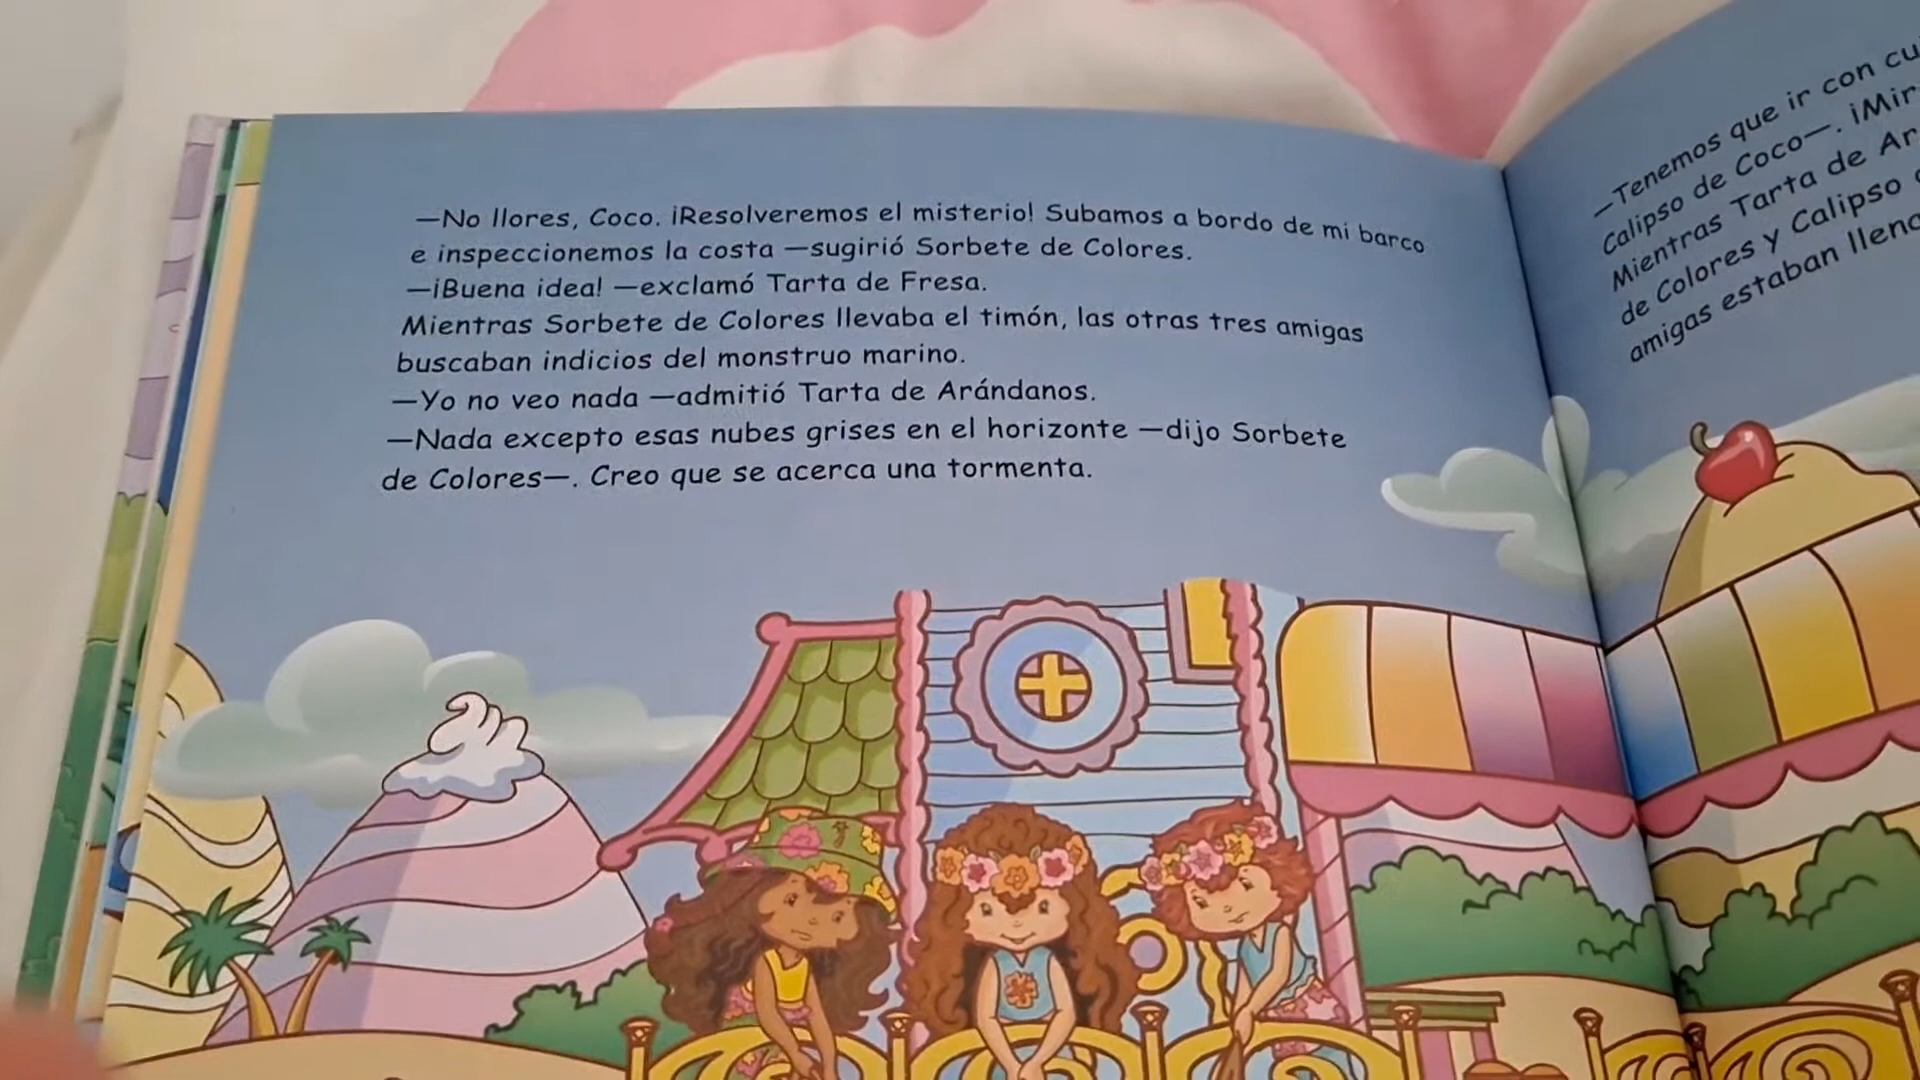 —No llores, Coco. ¡Resolveremos el misterio! Subamos a bordo de mi barco
e inspeccionemos la costa —sugirió Sorbete de Colores.
—¡Buena idea! —exclamó Tarta de Fresa.
Mientras Sorbete de Colores llevaba el timón, las otras tres amigas
buscaban indicios del monstruo marino.
—Yo no veo nada —admitió Tarta de Arándanos.
—Nada excepto esas nubes grises en el horizonte —dijo Sorbete
de Colores—. Creo que se acerca una tormenta.
—Tenemos que ir con
Calipso de Coco—.
Mientras Tarta de
de Colores y Calipso
amigas estaban